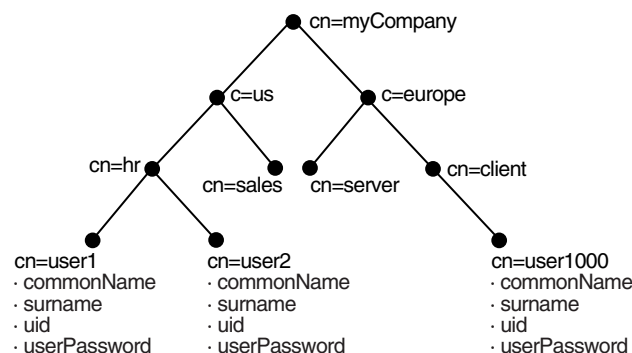 cn=myCompany
c=us
c=europe
cn=hr
cn=sales
cn=server
cn=client
cn=user1
· commonName
· surname
· uid
· userPassword
cn=user2
· commonName
· surname
· uid
· userPassword
cn=user1000
· commonName
· surname
· uid
· userPassword